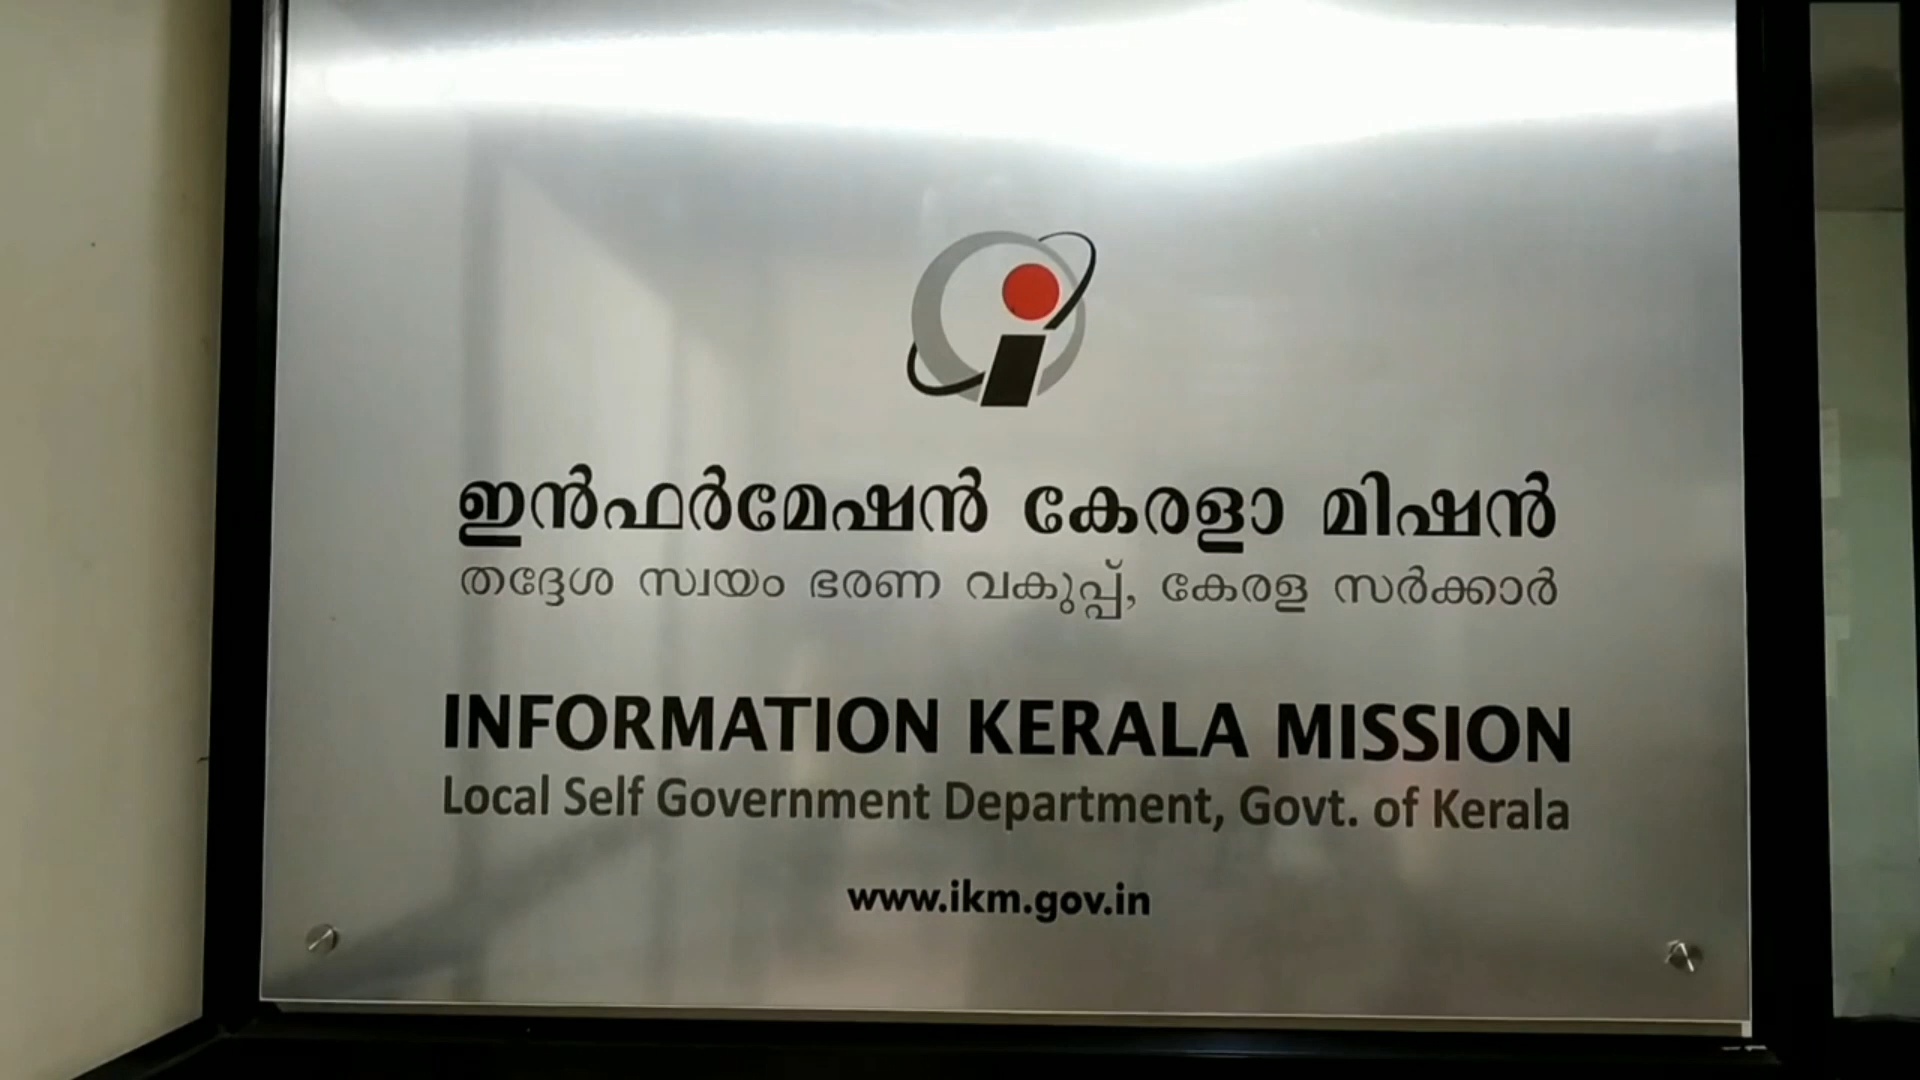 ഇൻഫർമേഷൻ കേരളാ മിഷൻ
തദ്ദേശ സ്വയം ഭരണ വകുപ്പ്, കേരള സർക്കാർ
INFORMATION KERALA MISSION
Local Self Government Department, Govt. of Kerala
www.ikm.gov.in